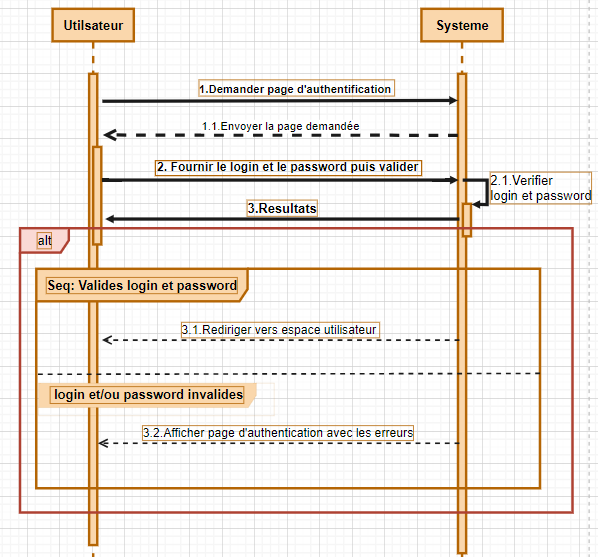 Utilsateur
Systeme
1.Demander page d'authentification
1.1.Envoyer la page demandée
2. Fournir le login et le password puis valider
2.1.Verifier
login et password
3.Resultats
alt
Seq: Valides login et password
3.1.Rediriger vers espace utilisateur
login et/ou password invalides
3.2.Afficher page d'authentication avec les erreurs